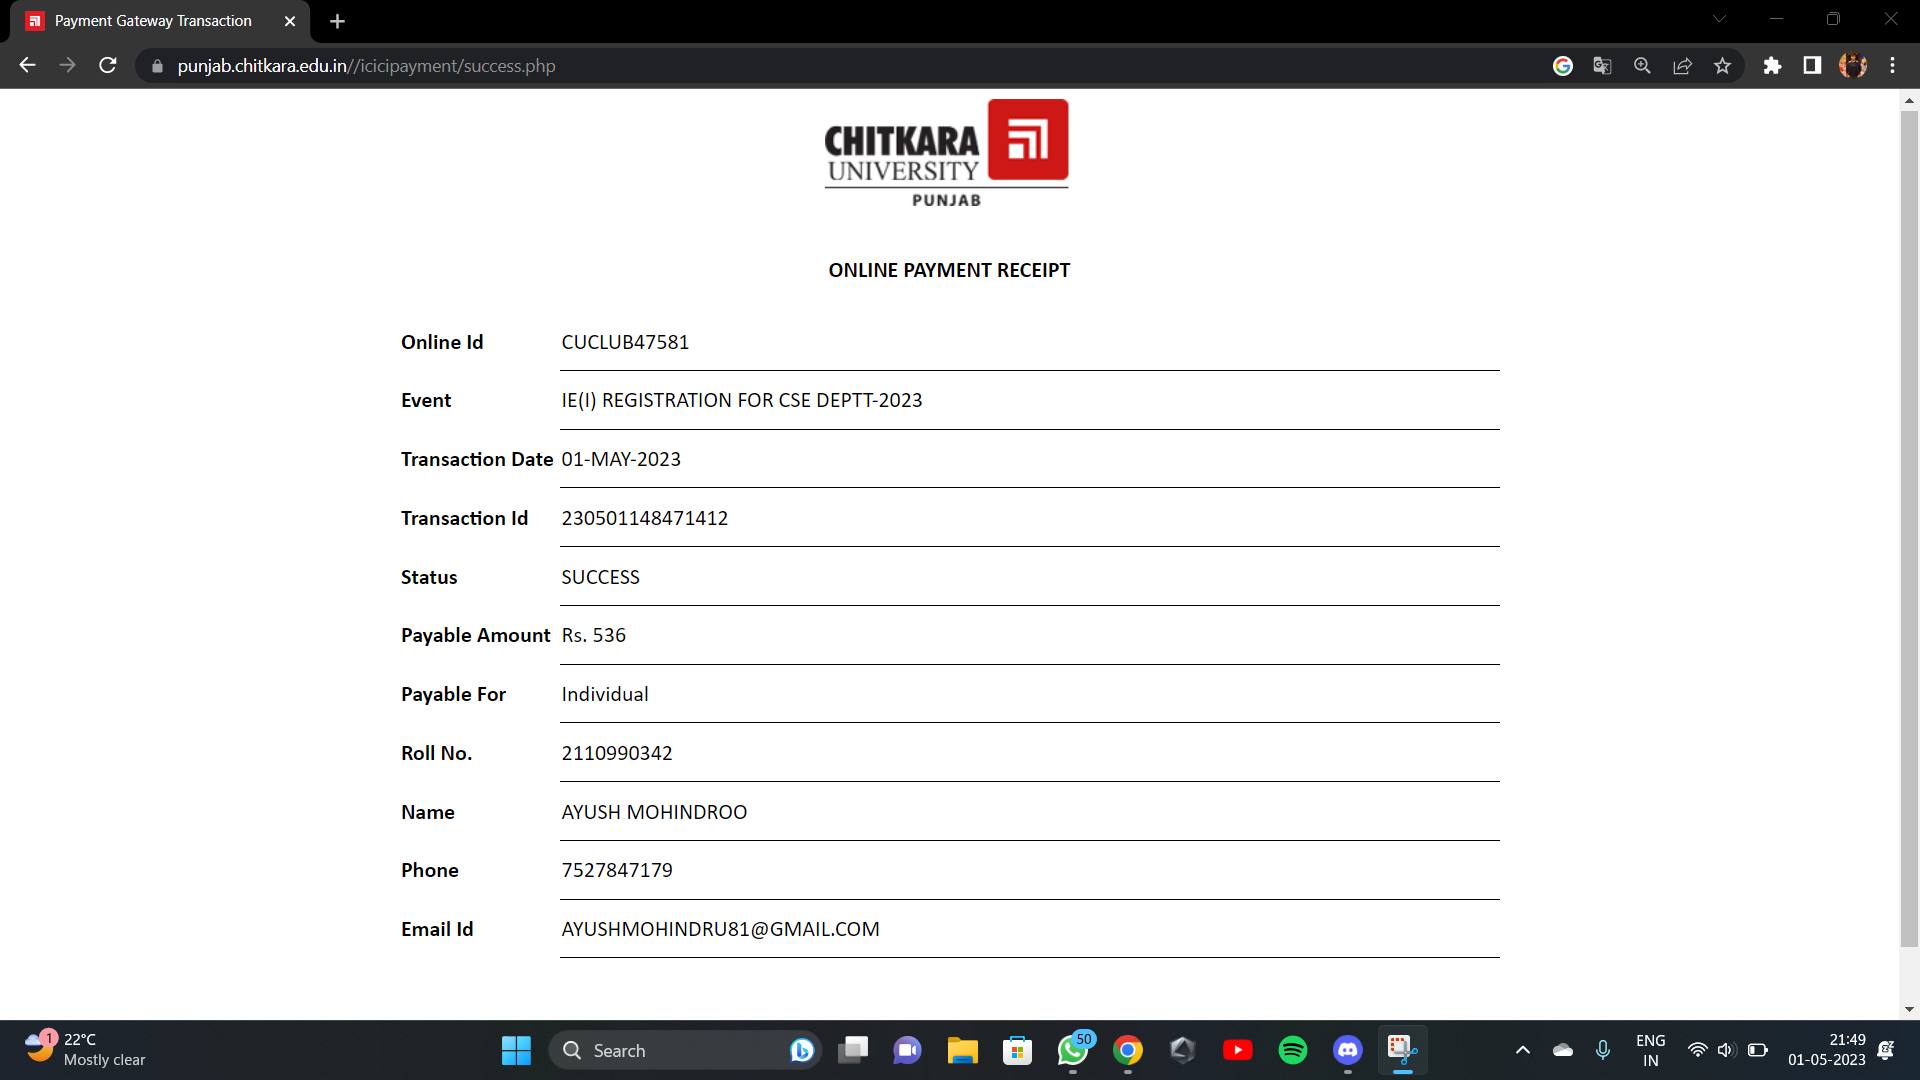 Payment Gateway Transaction
punjab.chitkara.edu.in//icicipayment/success.php
CHITKARA
UNIVERSITY
PUNJAB
ONLINE PAYMENT RECEIPT
Online Id CUCLUB47581
Event IE(I) REGISTRATION FOR CSE DEPTT-2023
Transaction Date 01-MAY-2023
Transaction Id 230501148471412
Status SUCCESS
Payable Amount Rs. 536
Payable For Individual
Roll No. 2110990342
Name AYUSH MOHINDROO
Phone 7527847179
Email Id AYUSHMOHINDRU81@GMAIL.COM
1
22°C
Mostly clear
Search
50
ENG
IN
21:49
01-05-2023